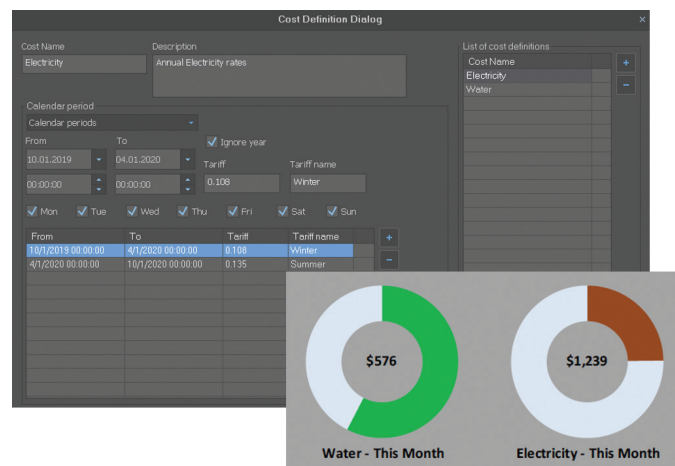 Cost Definition Dialog
×
Cost Name
Description
List of cost definitions
Electricity
Annual Electricity rates
Cost Name
+
Electricity
Water
-
Calendar period
Calendar periods
From
To
Ignore year
10.01.2019
04.01.2020
Tariff
Tariff name
00:00:00
00:00:00
0.108
Winter
Mon Tue Wed Thu Fri Sat Sun
From To Tariff Tariff name
+
10/1/2019 00:00:00 4/1/2020 00:00:00 0.108 Winter
4/1/2020 00:00:00 10/1/2020 00:00:00 0.135 Summer
-
$576
$1,239
Water - This Month
Electricity - This Month